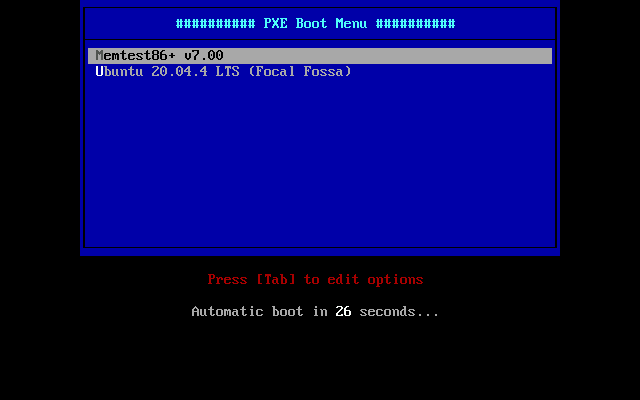 ########## PXE Boot Menu ##########
Memtest86+ v7.00
Ubuntu 20.04.4 LTS (Focal Fossa)
Press [Tab] to edit options
Automatic boot in 26 seconds...